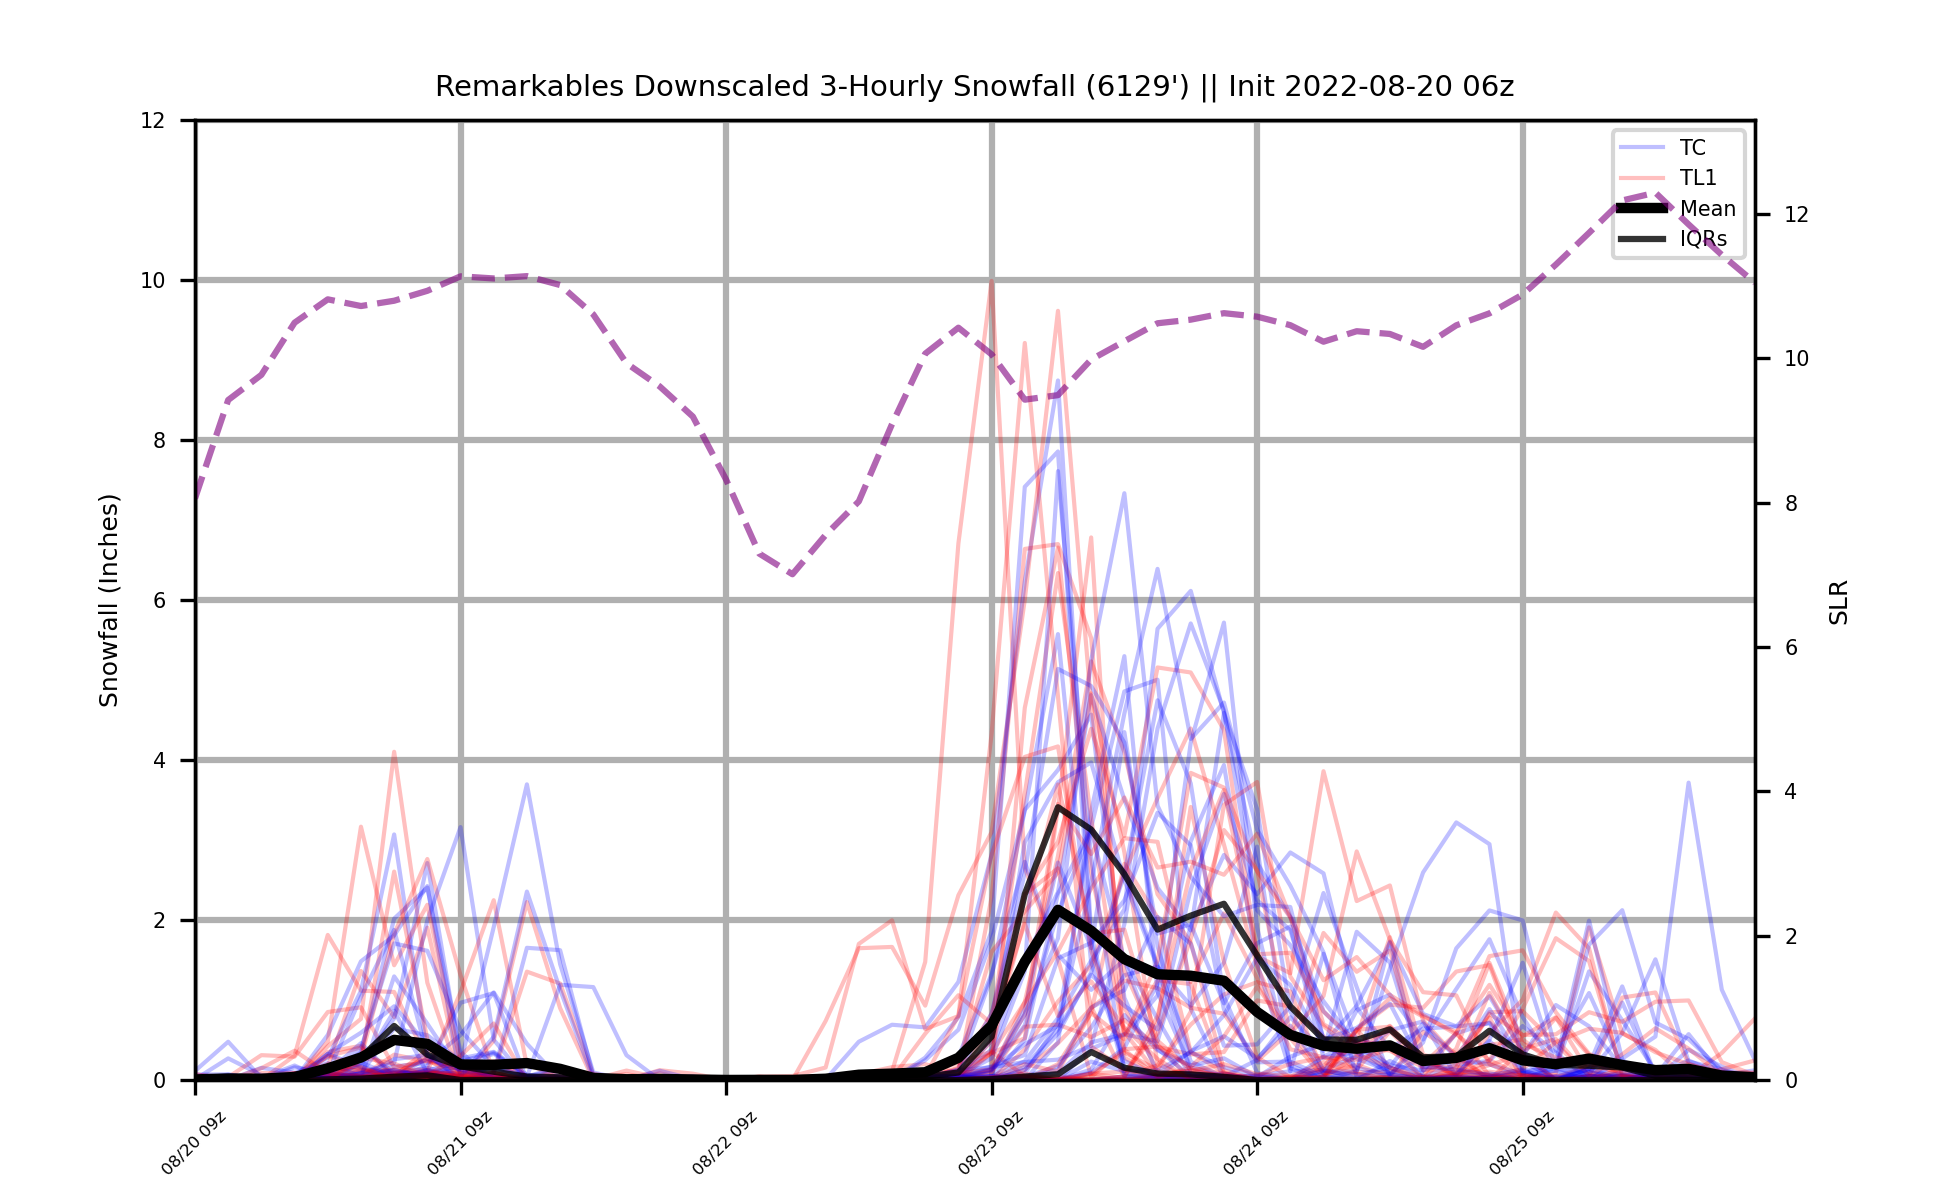 Remarkables Downscaled 3-Hourly Snowfall (6129') || Init 2022-08-20 06z
12
10
8
6
4
2
0
Snowfall (Inches)
TC
TL1
Mean
IQRs
12
10
8
6
4
2
0
SLR
08/20 09z
08/21 09z
08/22 09z
08/23 09z
08/24 09z
08/25 09z